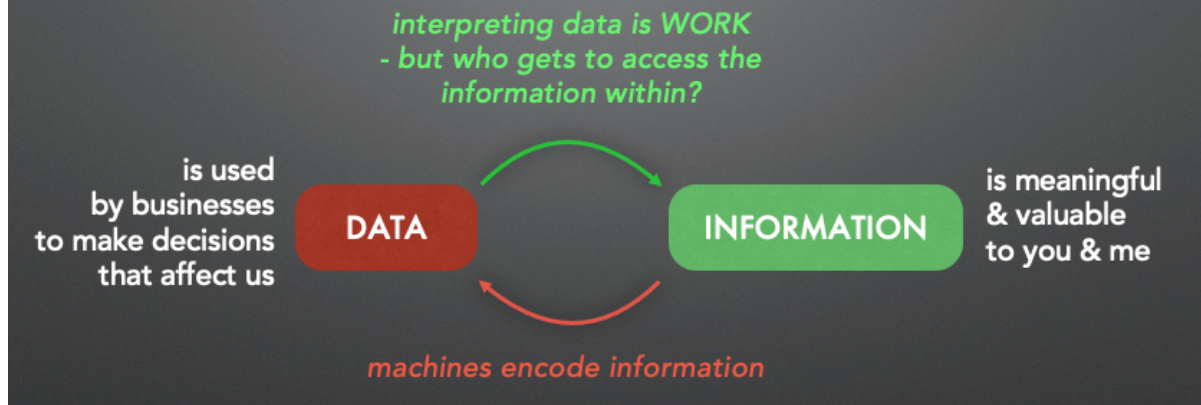 interpreting data is WORK
- but who gets to access the
information within?
is used
by businesses
to make decisions
that affect us
DATA
INFORMATION
is meaningful
& valuable
to you & me
machines encode information